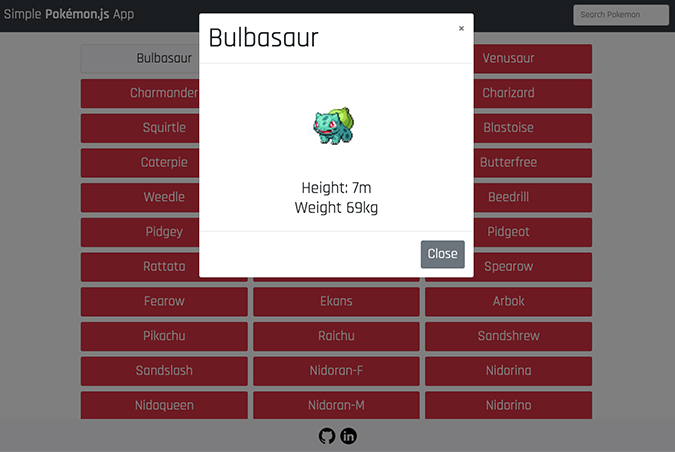 Simple Pokémon.js App
Search Pokemon
Bulbasaur
×
Height: 7m
Weight 69kg
Close
Bulbasaur
Venusaur
Charmander
Charizard
Squirtle
Blastoise
Caterpie
Butterfree
Weedle
Beedrill
Pidgey
Pidgeot
Rattata
Spearow
Fearow
Ekans
Arbok
Pikachu
Raichu
Sandshrew
Sandslash
Nidoran-F
Nidorina
Nidoqueen
Nidoran-M
Nidorino
in